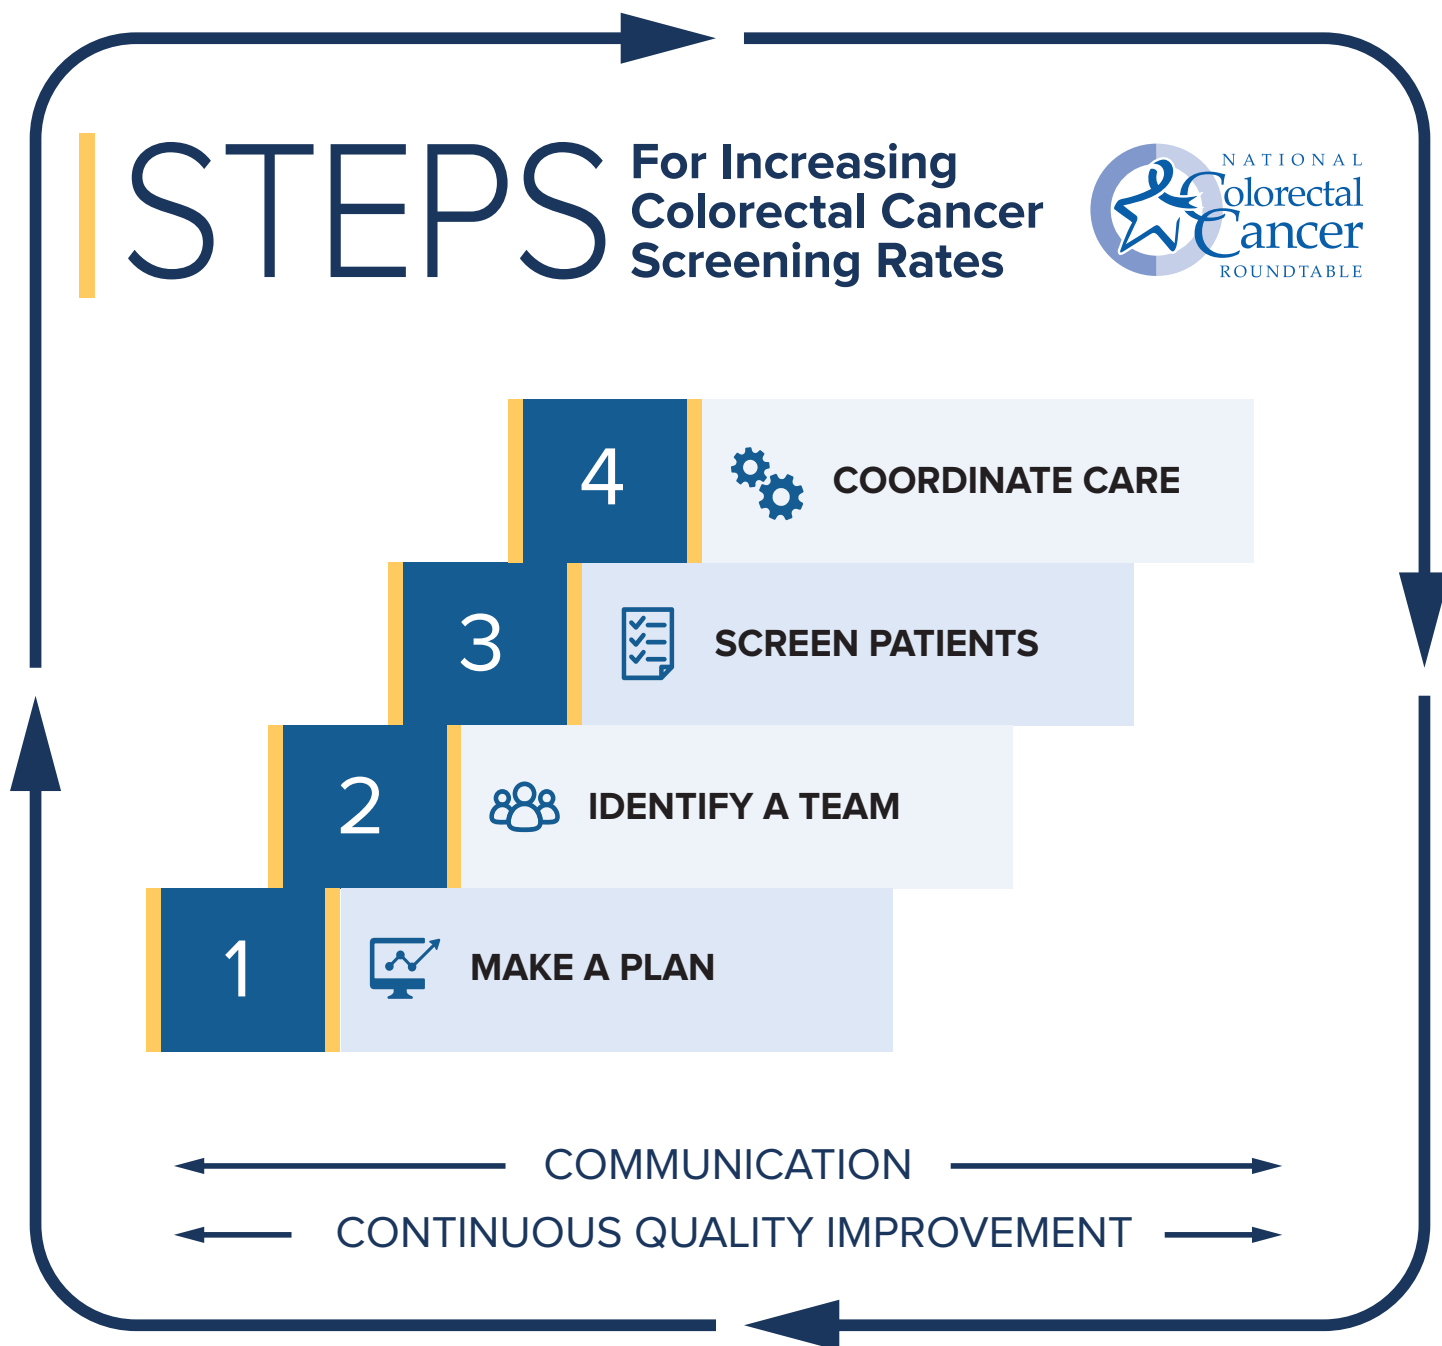 STEPS
For Increasing
Colorectal Cancer
Screening Rates
NATIONAL
Colorectal
Cancer
ROUNDTABLE
4
COORDINATE CARE
3
SCREEN PATIENTS
2
IDENTIFY A TEAM
1
MAKE A PLAN
COMMUNICATION
CONTINUOUS QUALITY IMPROVEMENT